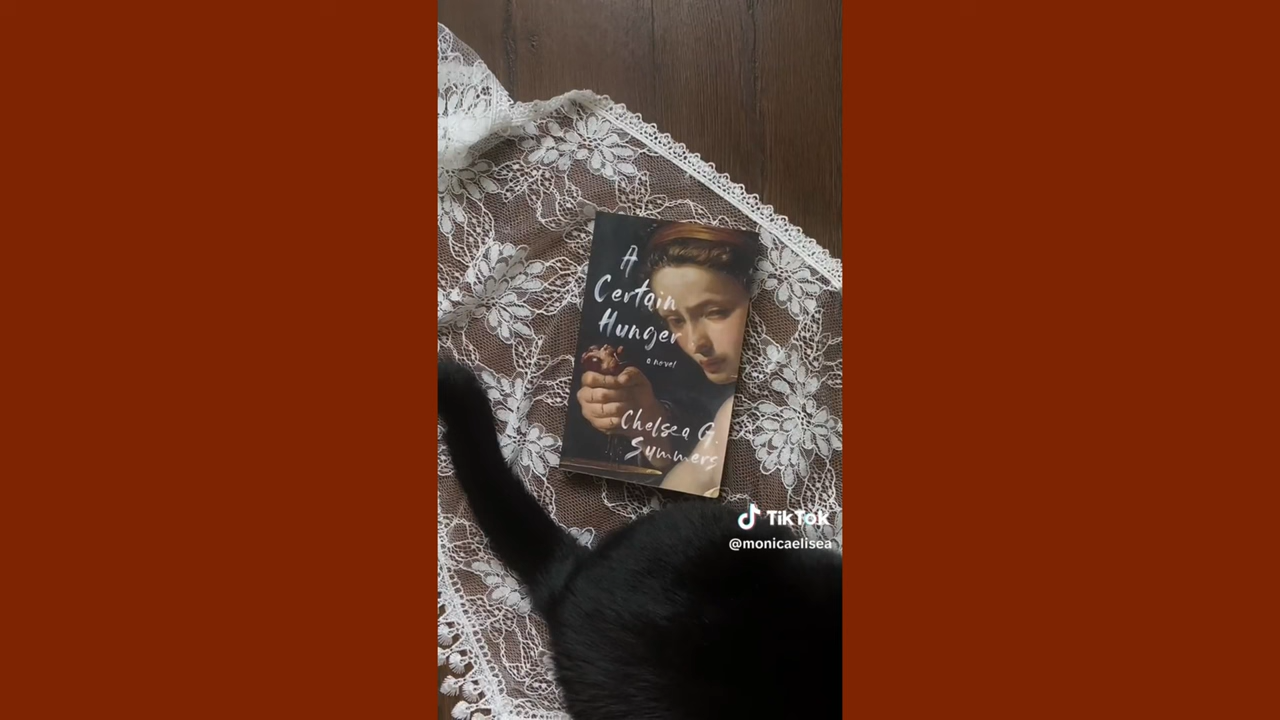 A
Certain
Hunger
a novel
Chelsea G.
Summers
TikTok
@monicaelisea